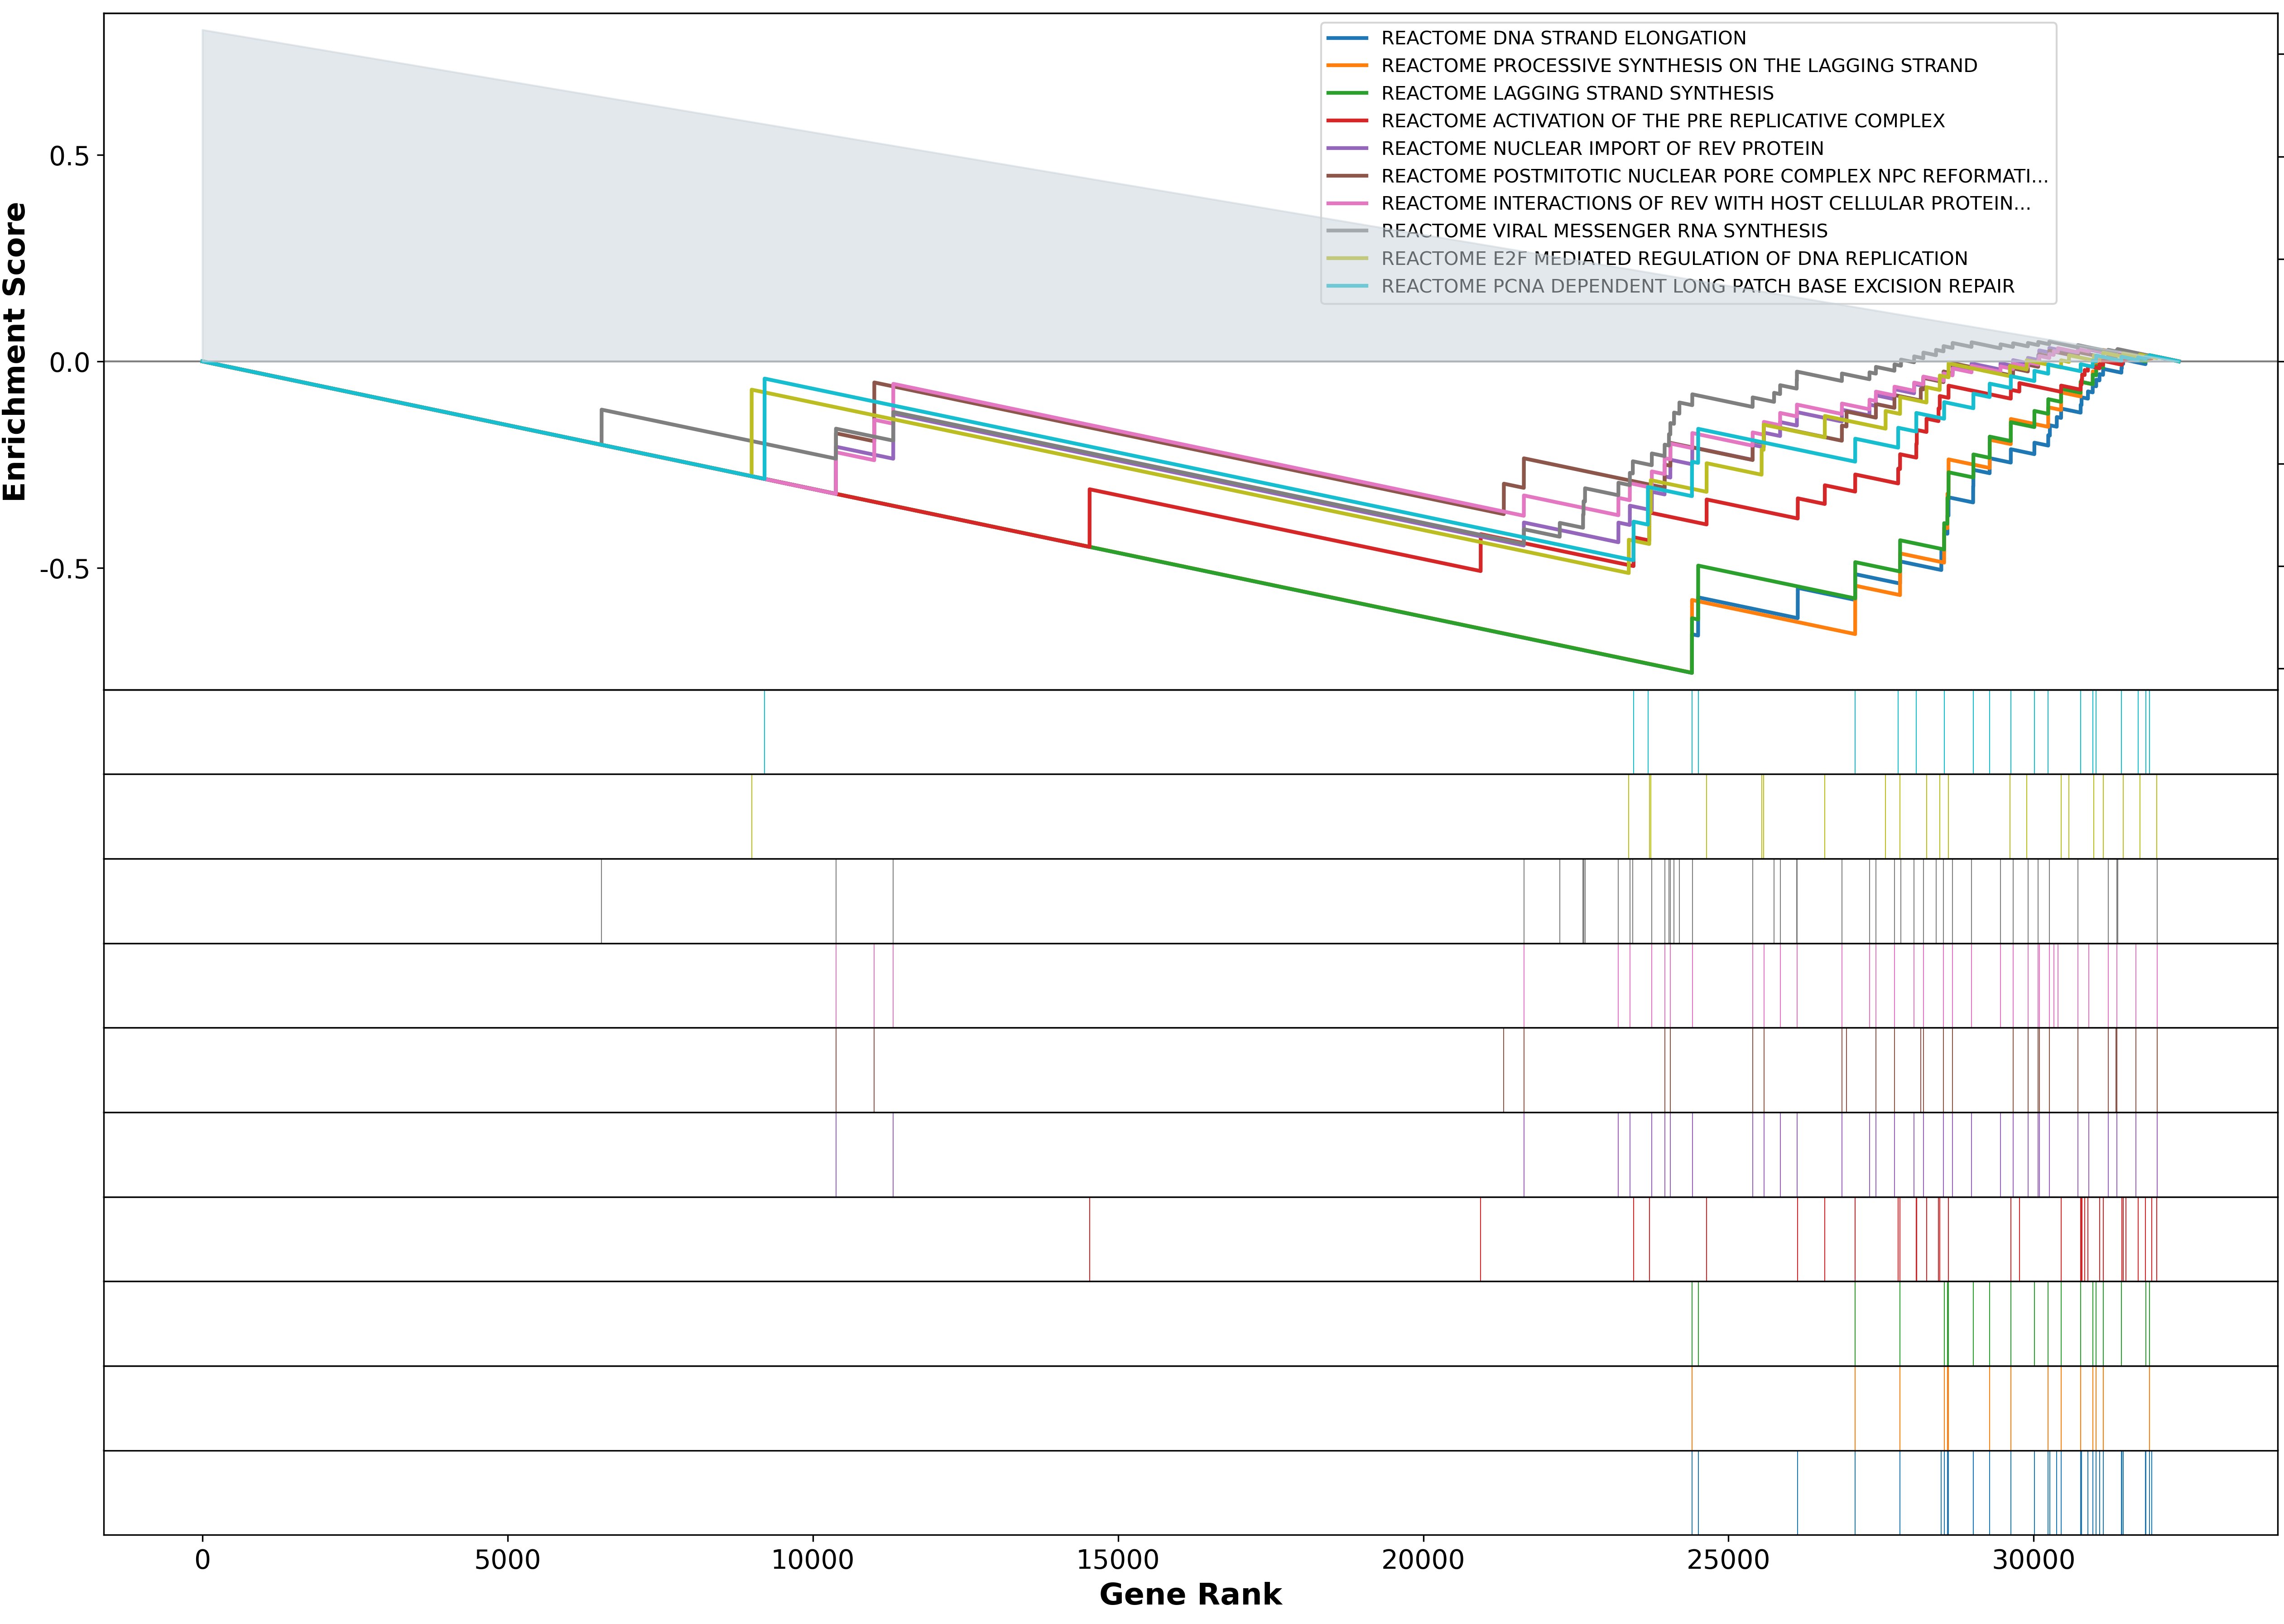 REACTOME DNA STRAND ELONGATION
REACTOME PROCESSIVE SYNTHESIS ON THE LAGGING STRAND
REACTOME LAGGING STRAND SYNTHESIS
REACTOME ACTIVATION OF THE PRE REPLICATIVE COMPLEX
REACTOME NUCLEAR IMPORT OF REV PROTEIN
REACTOME POSTMITOTIC NUCLEAR PORE COMPLEX NPC REFORMATI...
REACTOME INTERACTIONS OF REV WITH HOST CELLULAR PROTEIN...
REACTOME VIRAL MESSENGER RNA SYNTHESIS
REACTOME E2F MEDIATED REGULATION OF DNA REPLICATION
REACTOME PCNA DEPENDENT LONG PATCH BASE EXCISION REPAIR
Enrichment Score
0.5
0.0
-0.5
0 5000 10000 15000 20000 25000 30000
Gene Rank